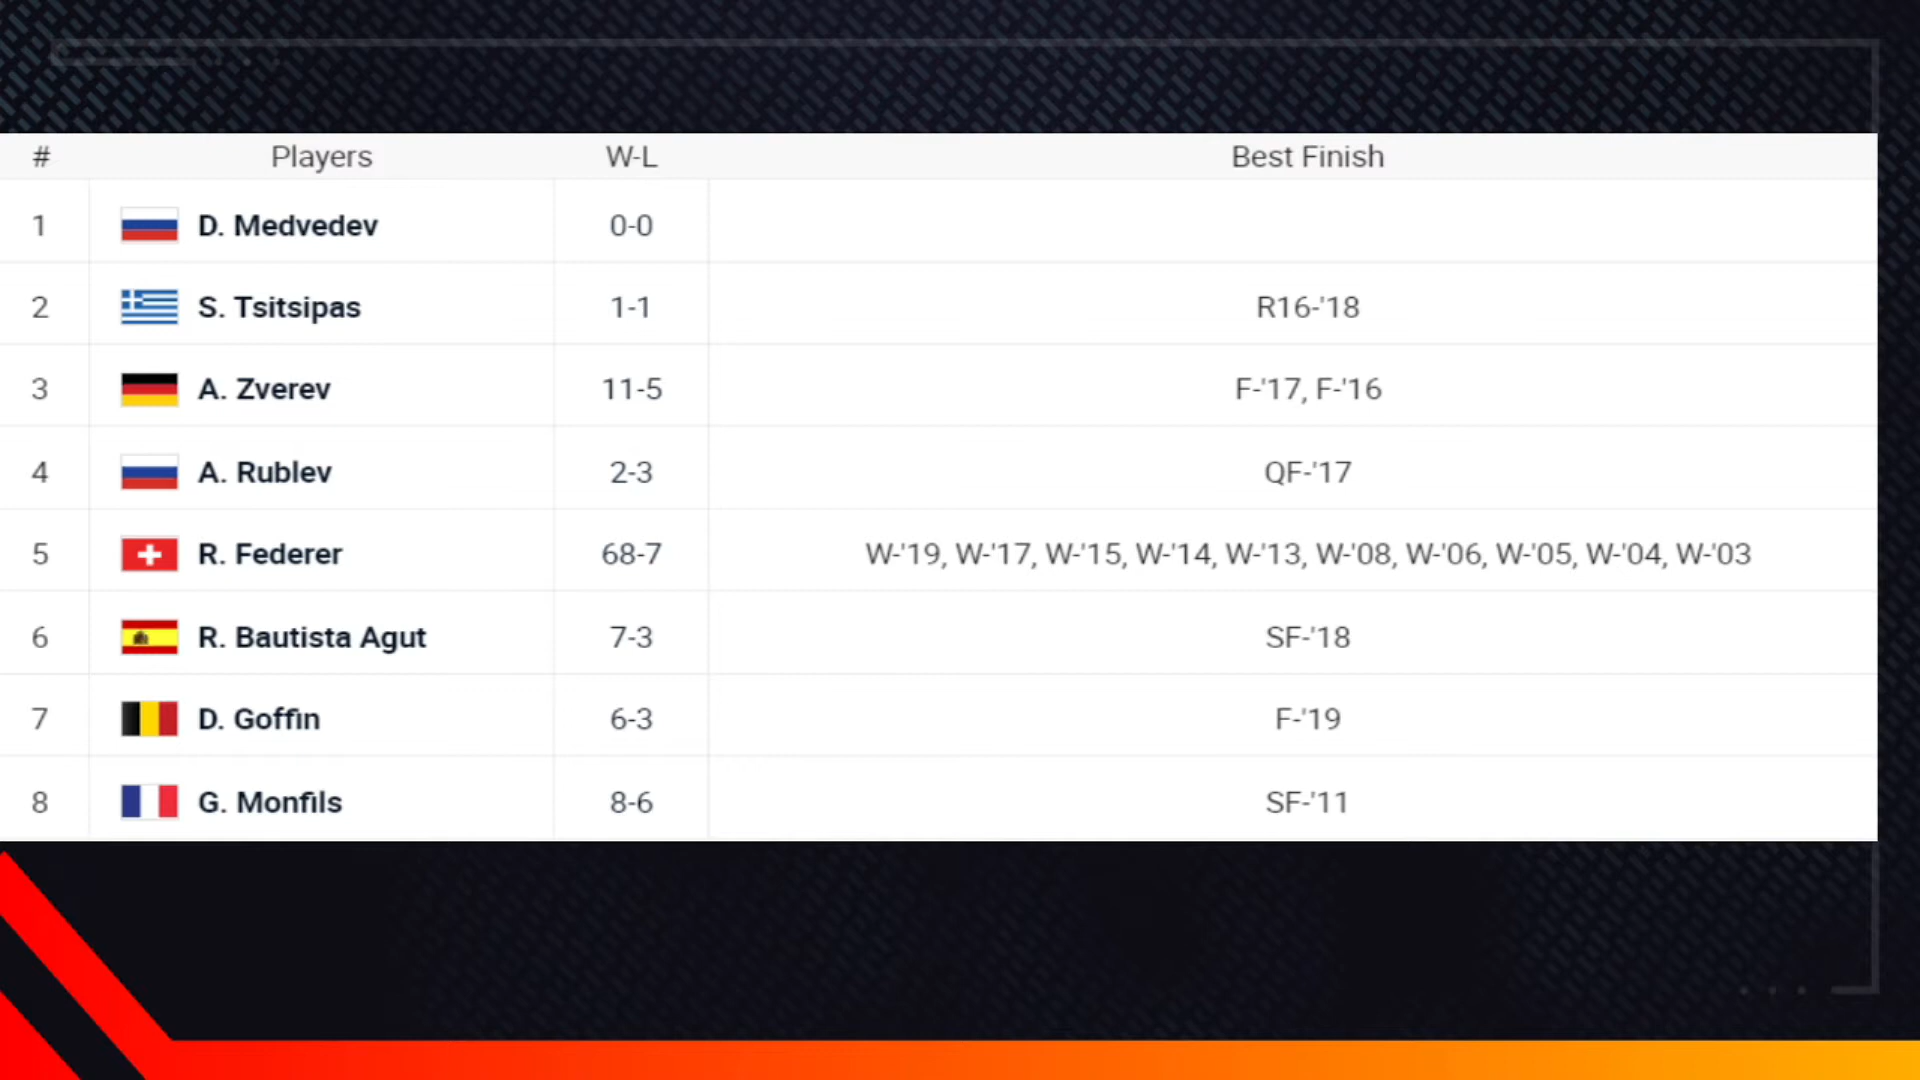 # Players W-L Best Finish
1 D. Medvedev 0-0
2 S. Tsitsipas 1-1 R16-'18
3 A. Zverev 11-5 F-'17, F-'16
4 A. Rublev 2-3 QF-'17
5 R. Federer 68-7 W-'19, W-'17, W-'15, W-'14, W-'13, W-'08, W-'06, W-'05, W-'04, W-'03
6 R. Bautista Agut 7-3 SF-'18
7 D. Goffin 6-3 F-'19
8 G. Monfils 8-6 SF-'11